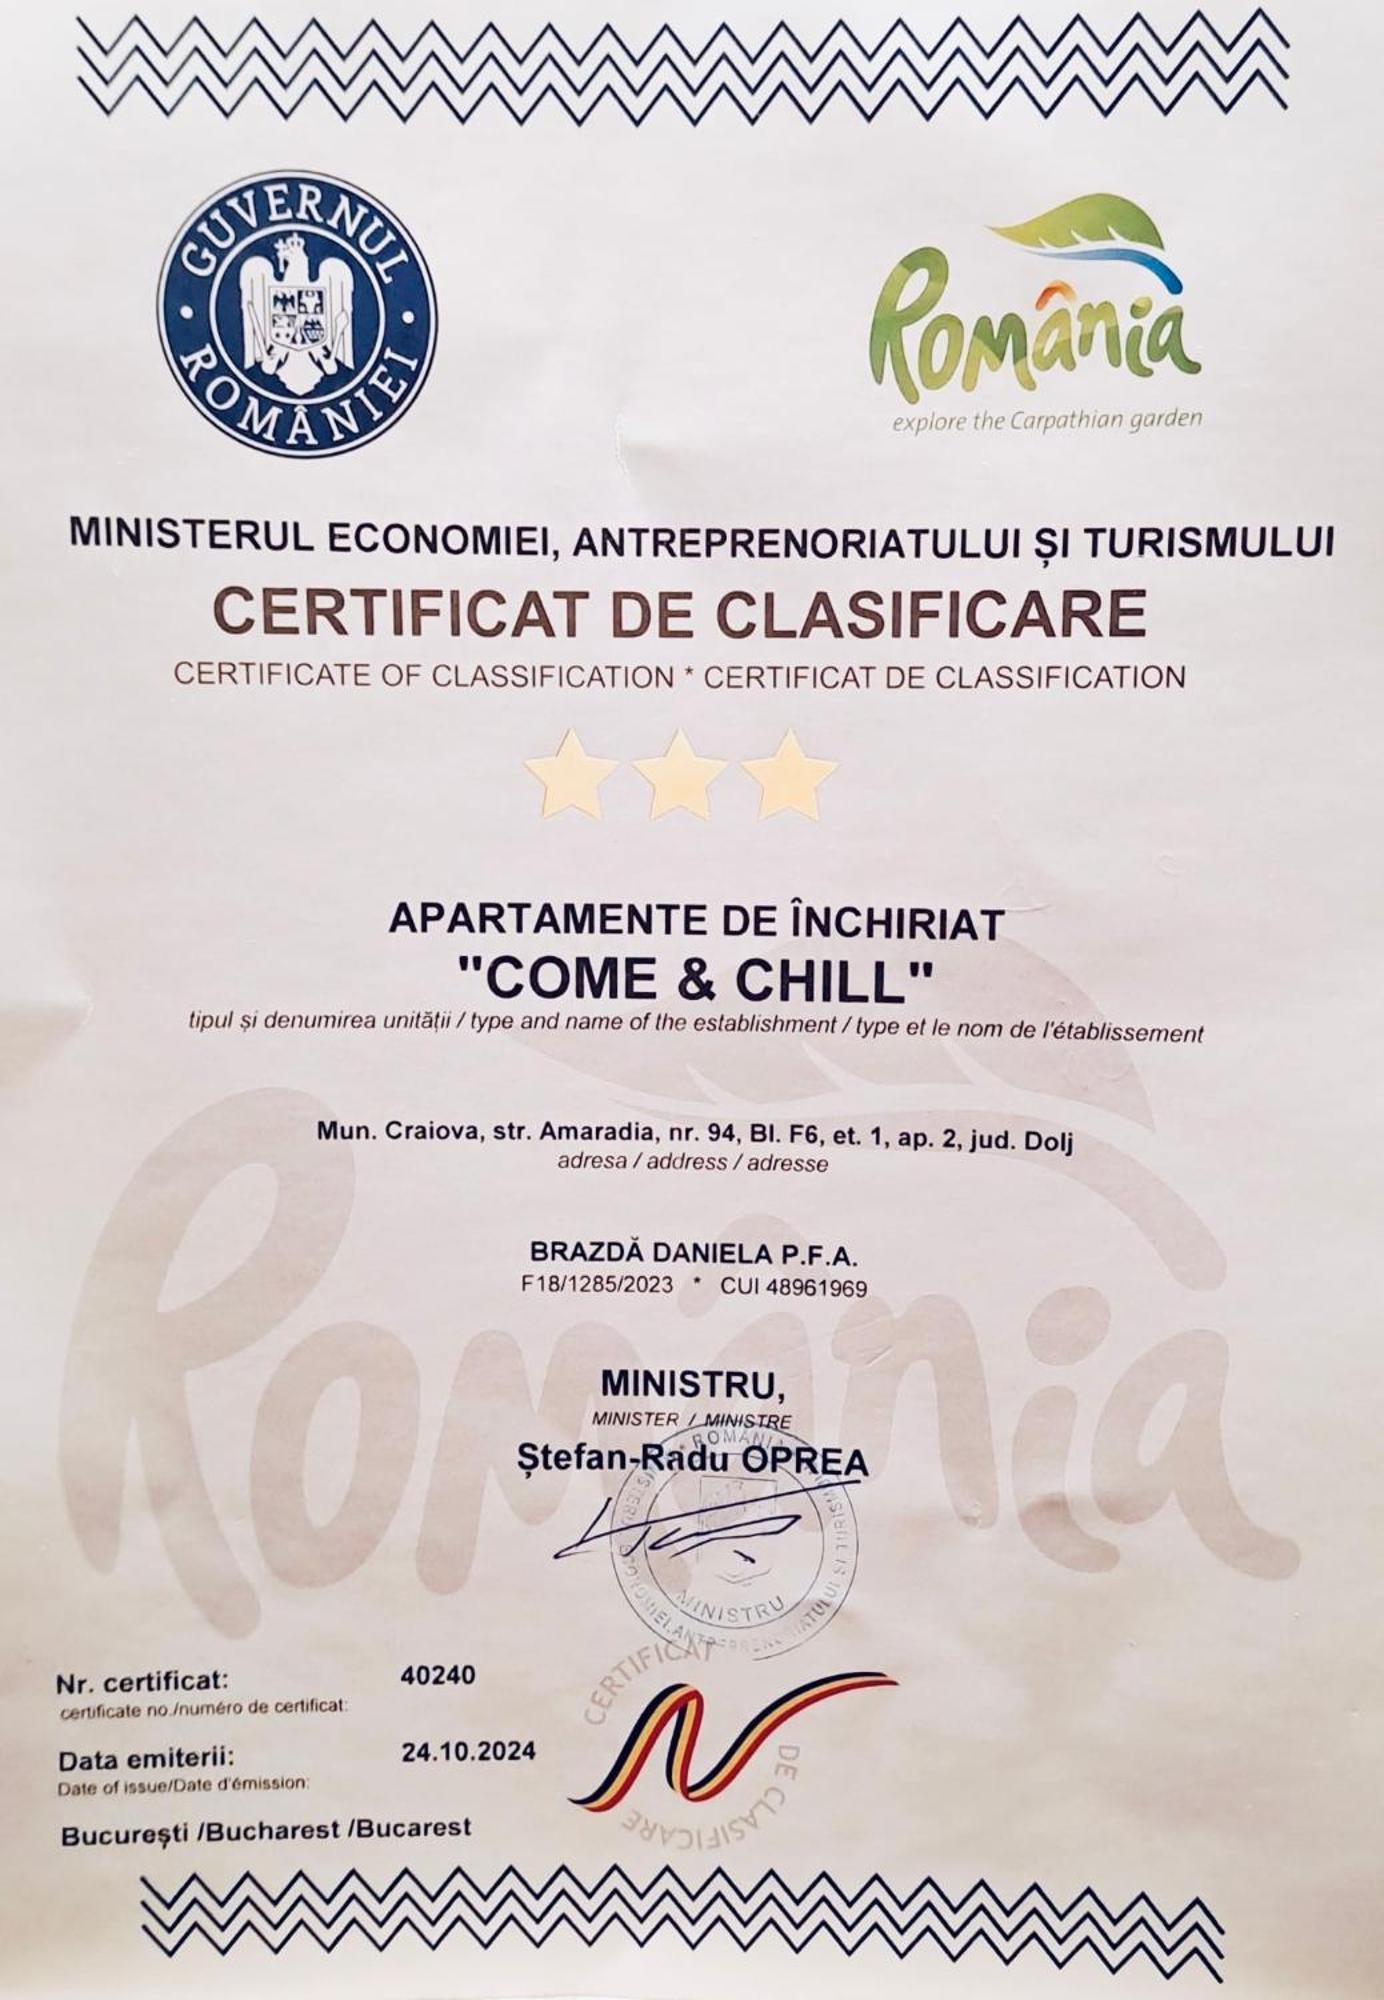 GUVERNUL ROMÂNIEI
România
explore the Carpathian garden
MINISTERUL ECONOMIEI, ANTREPRENORIATULUI ȘI TURISMULUI
CERTIFICAT DE CLASIFICARE
CERTIFICATE OF CLASSIFICATION * CERTIFICAT DE CLASSIFICATION
APARTAMENTE DE ÎNCHIRIAT
"COME & CHILL"
tipul și denumirea unității / type and name of the establishment / type et le nom de l'établissement
Mun. Craiova, str. Amaradia, nr. 94, Bl. F6, et. 1, ap. 2, jud. Dolj
adresa / address / adresse
BRAZDĂ DANIELA P.F.A.
F18/1285/2023 * CUI 48961969
România
MINISTRU,
MINISTER / MINISTRE
Ștefan-Radu OPREA
ROMÂNIA
MINISTRU
CERTIFICAT DE CLASIFICARE
Nr. certificat: 40240
certificate no./numéro de certificat:
Data emiterii: 24.10.2024
Date of issue/Date d'émission:
București /Bucharest /Bucarest